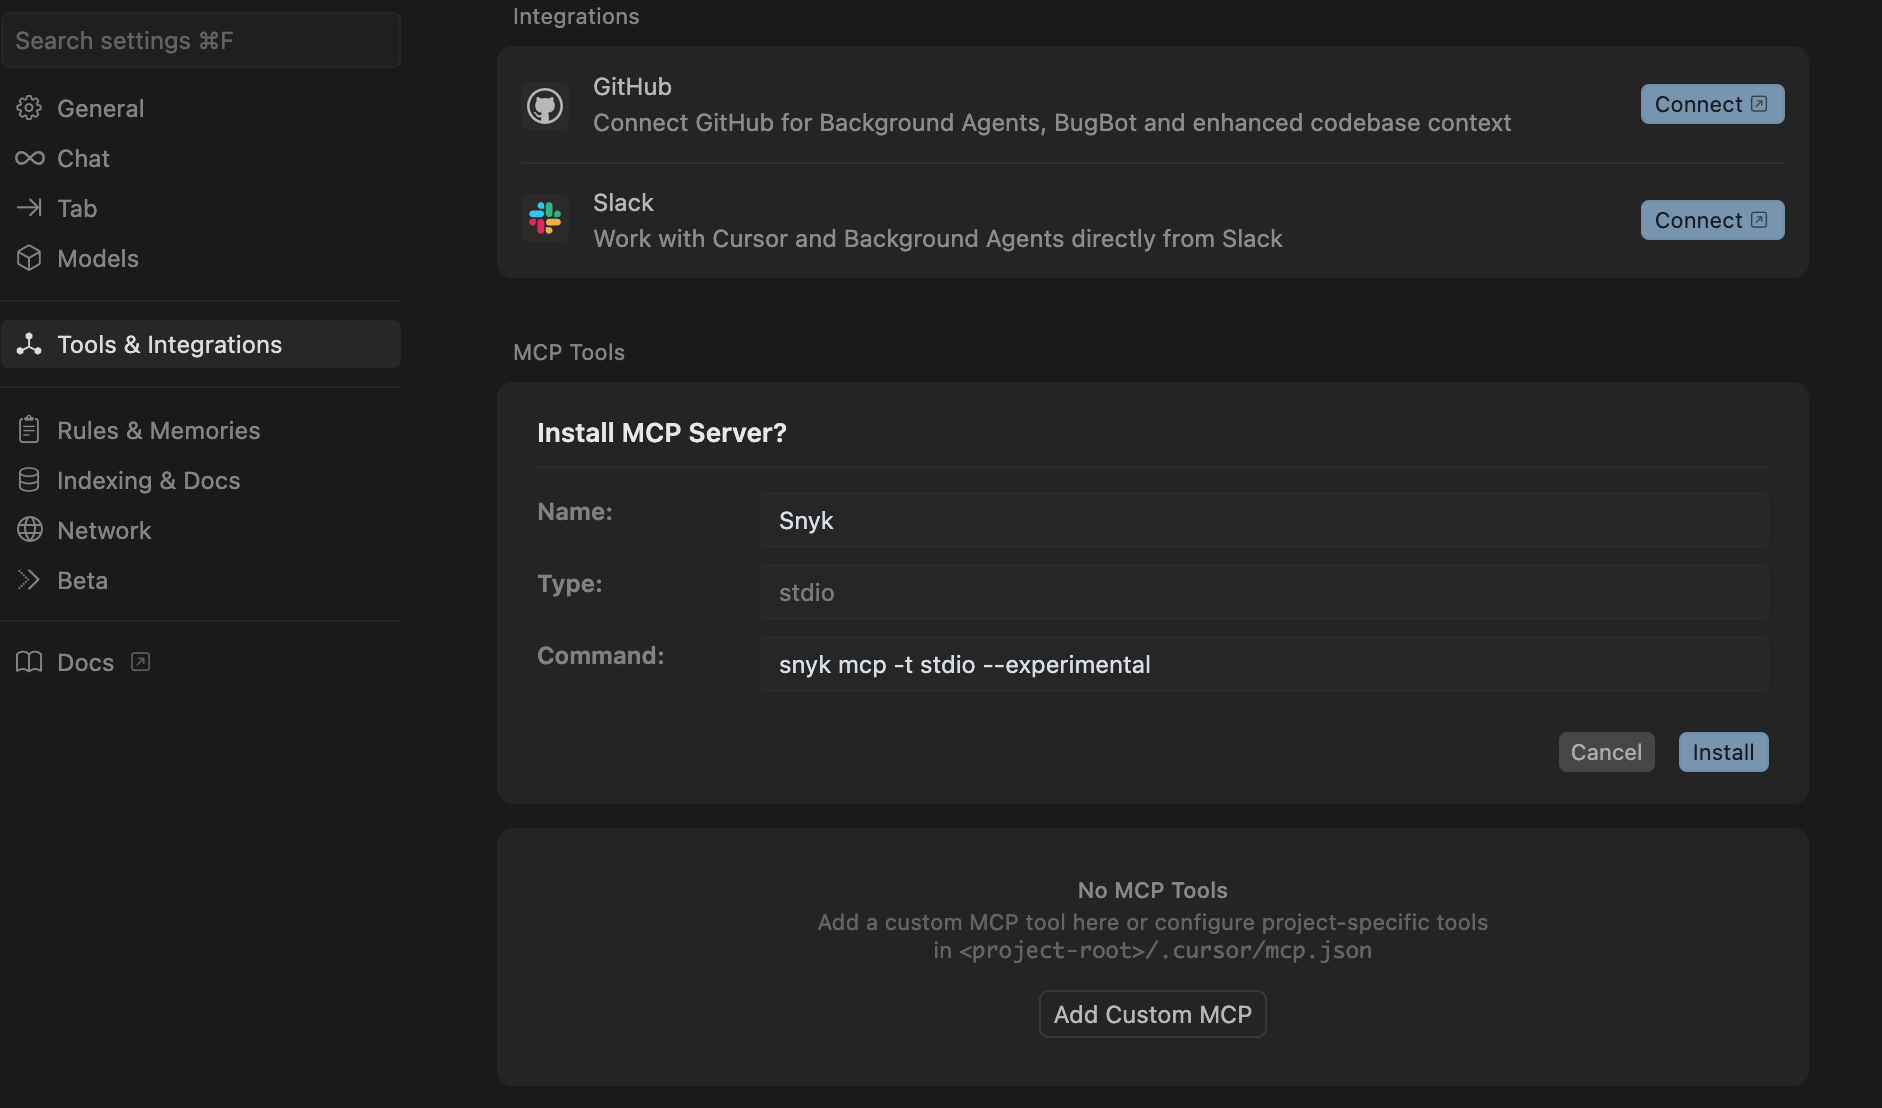 Search settings ⌘F
General
Chat
Tab
Models
Tools & Integrations
Rules & Memories
Indexing & Docs
Network
Beta
Docs
Integrations
GitHub
Connect GitHub for Background Agents, BugBot and enhanced codebase context
Connect
Slack
Work with Cursor and Background Agents directly from Slack
Connect
MCP Tools
Install MCP Server?
Name:
Snyk
Type:
stdio
Command:
snyk mcp -t stdio --experimental
Cancel
Install
No MCP Tools
Add a custom MCP tool here or configure project-specific tools
in <project-root>/.cursor/mcp.json
Add Custom MCP